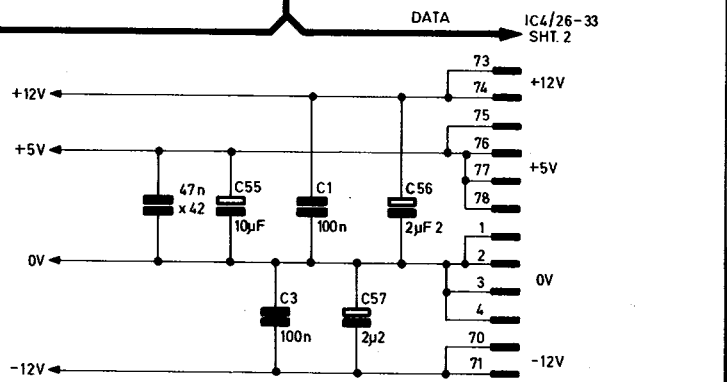 DATA
IC4/26-33
SHT. 2
73
+12V
74
+12V
75
+5V
76
77
+5V
78
47n
x 42
C55
10µF
C1
100n
C56
2µF 2
1
0V
2
3
0V
4
C3
100n
C57
2µ2
70
-12V
71
-12V